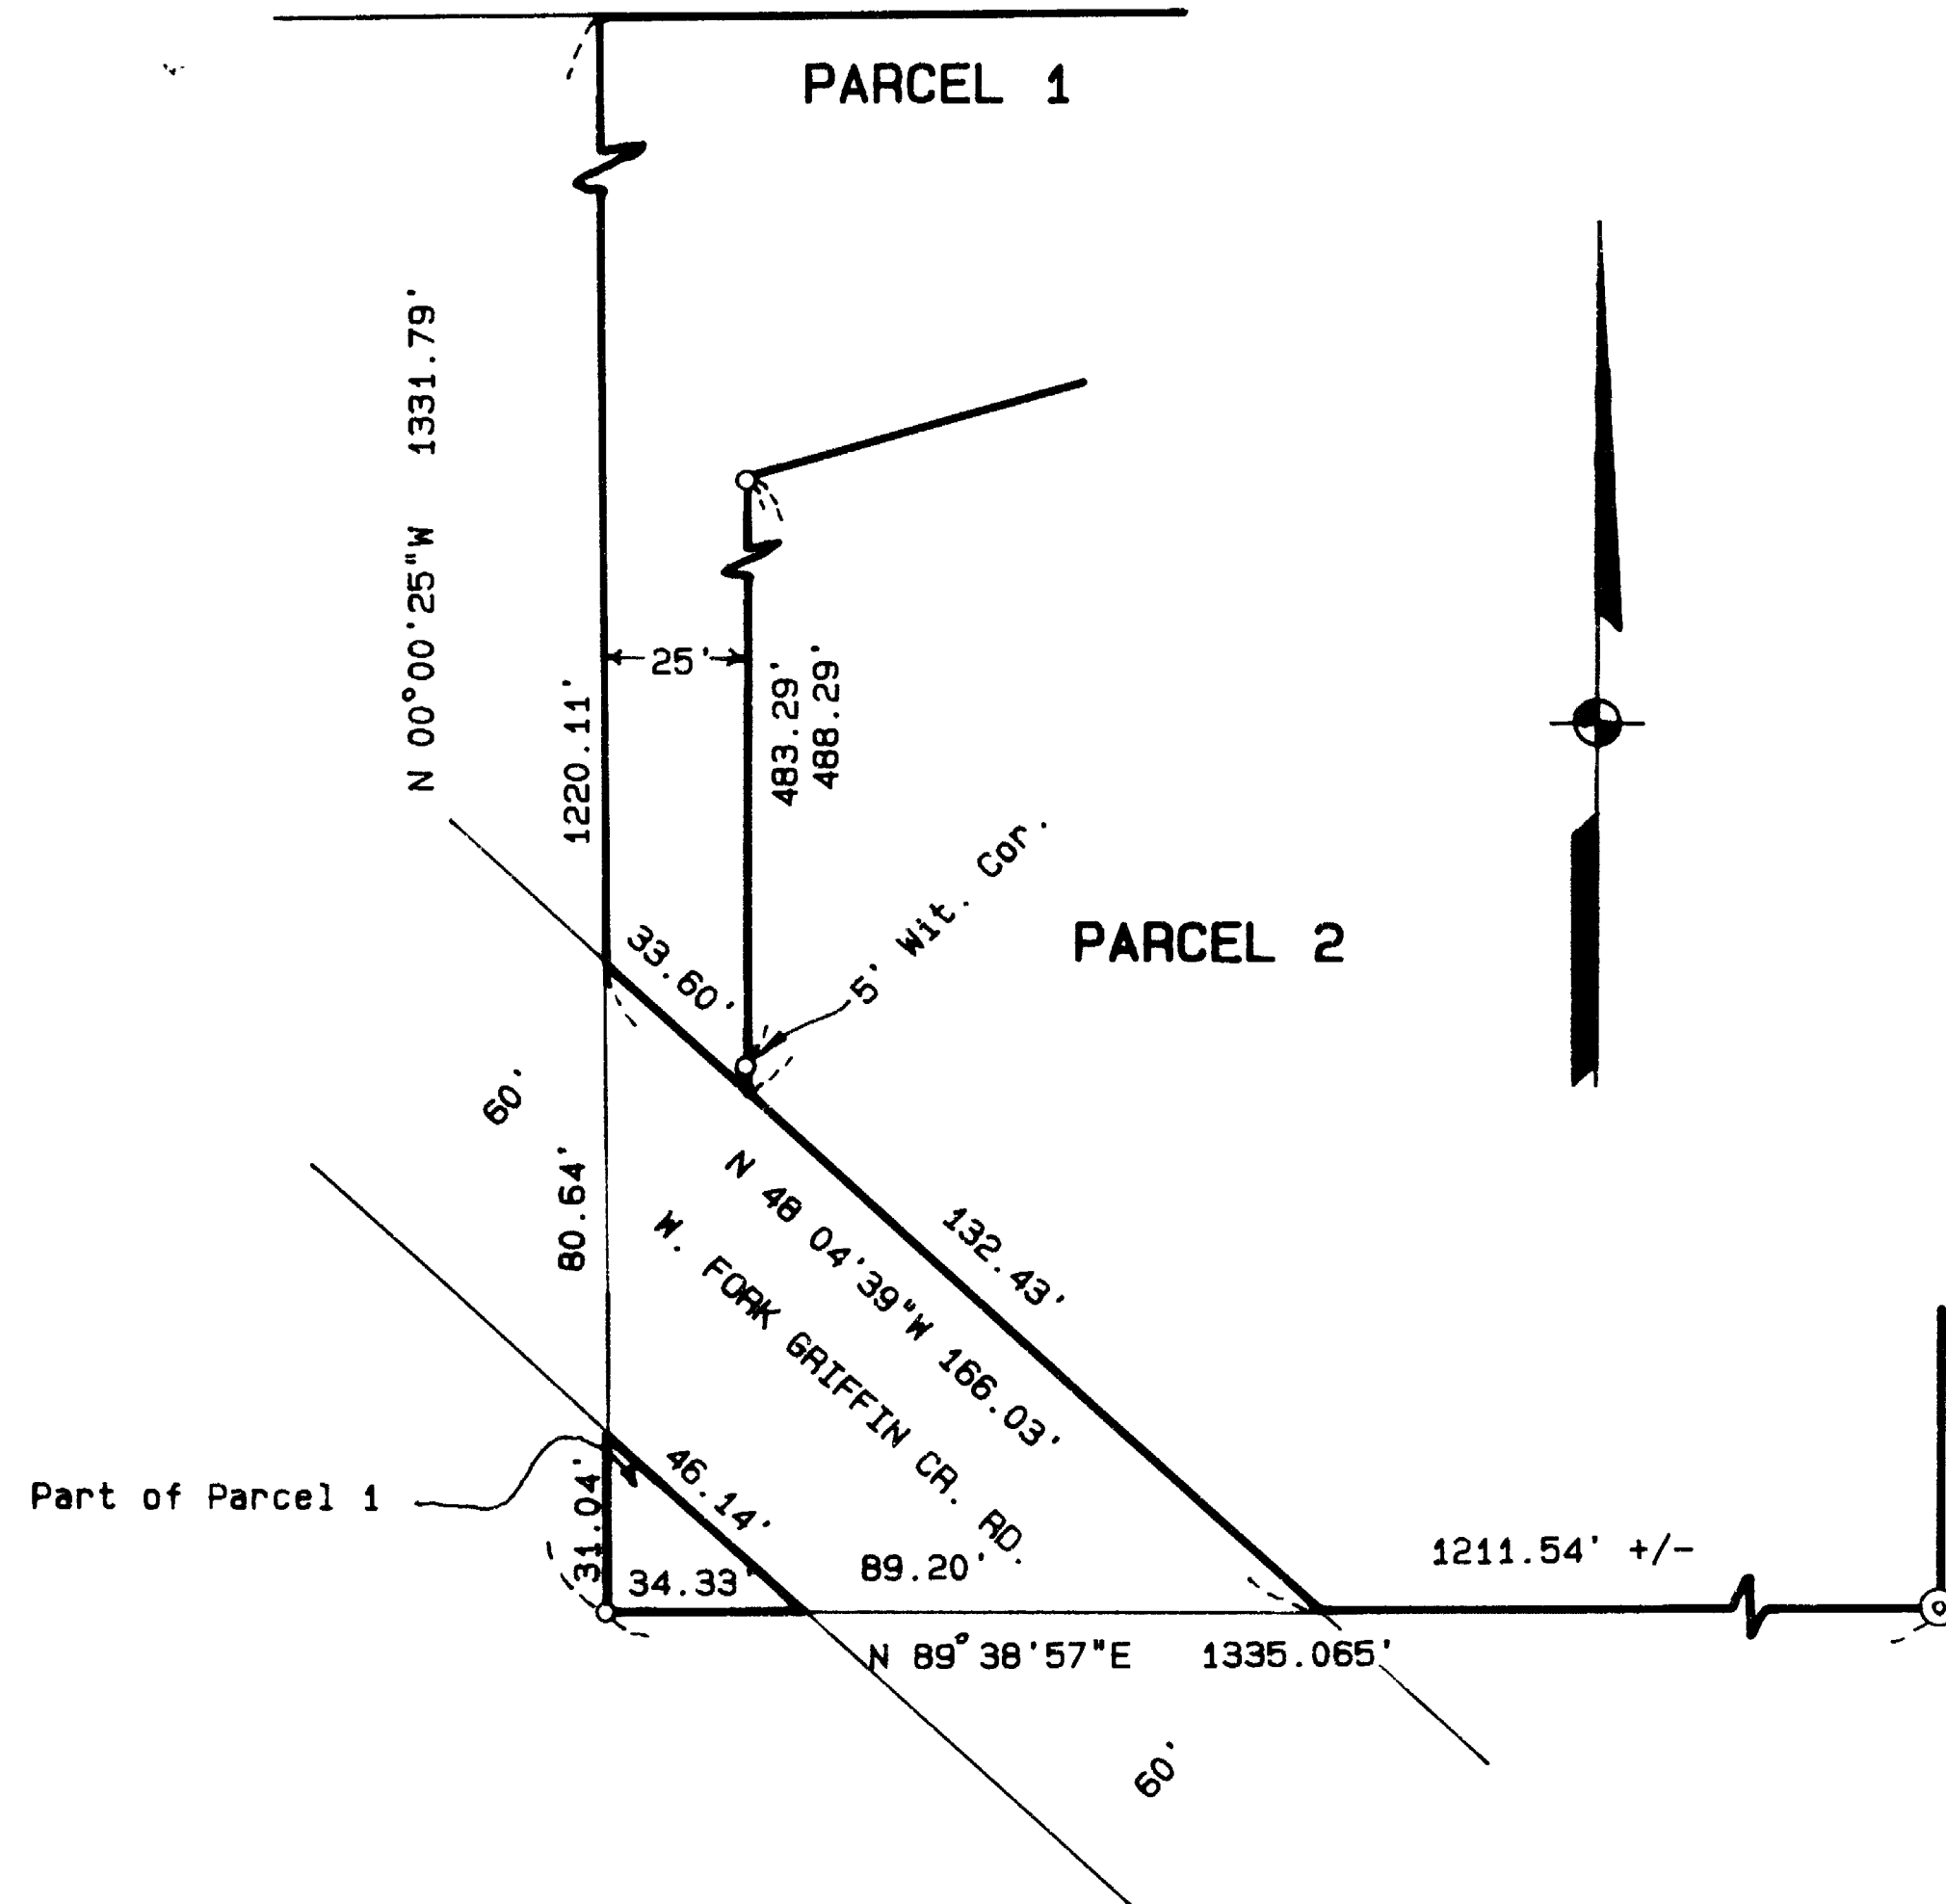 PARCEL 1
N 00°00'25"W 1331.79'
25'
1220.11'
483.29'
488.29'
5' Wit. Cor.
33.60'
PARCEL 2
60'
80.64'
N 48 04'39"W 166.03'
132.43'
W. FORK GRIFFIN CR. RD.
46.14'
Part of Parcel 1
31.04'
34.33'
89.20'
1211.54' +/-
N 89°38'57"E 1335.065'
60'